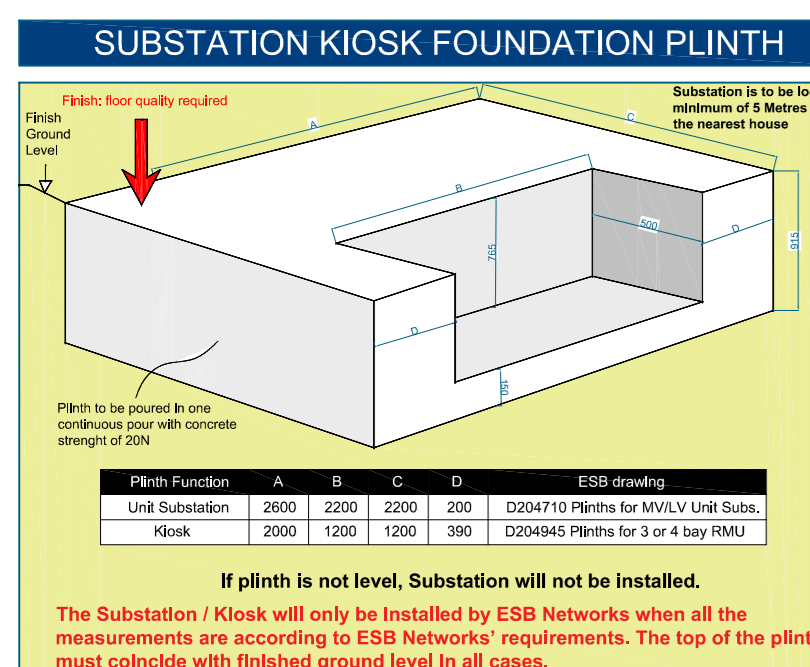 SUBSTATION KIOSK FOUNDATION PLINTH
Finish: floor quality required
Finish
Ground
Level
Substation is to be lo
minimum of 5 Metres
the nearest house
A
C
B
500
D
765
915
D
150
Plinth to be poured in one
continuous pour with concrete
strenght of 20N
Plinth Function A B C D ESB drawing
Unit Substation 2600 2200 2200 200 D204710 Plinths for MV/LV Unit Subs.
Kiosk 2000 1200 1200 390 D204945 Plinths for 3 or 4 bay RMU
If plinth is not level, Substation will not be installed.
The Substation / Kiosk will only be installed by ESB Networks when all the
measurements are according to ESB Networks' requirements. The top of the plint
must coincide with finished ground level in all cases.